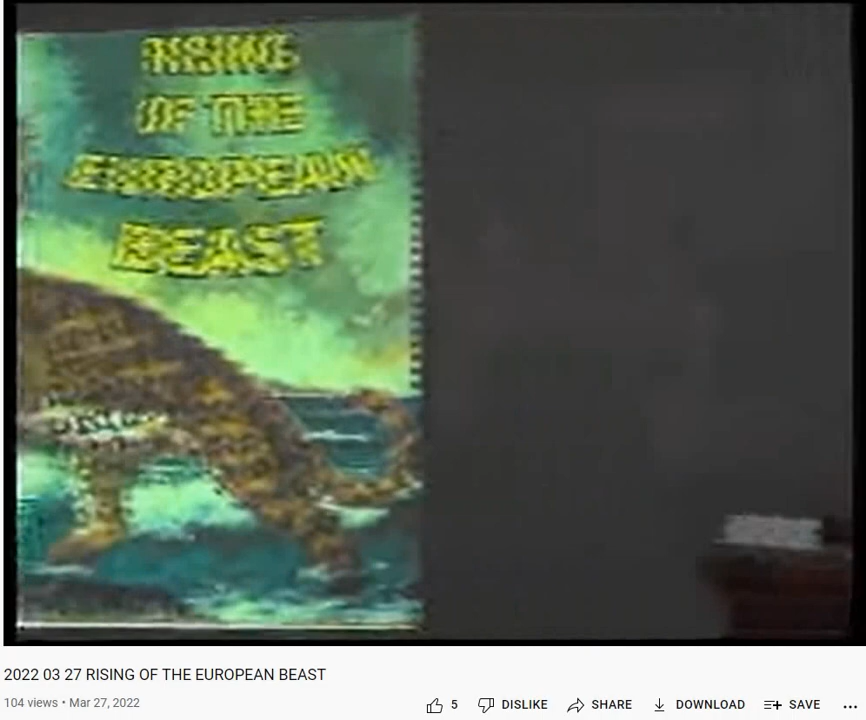 RISING
OF THE
EUROPEAN
BEAST
2022 03 27 RISING OF THE EUROPEAN BEAST
104 views • Mar 27, 2022
5 DISLIKE SHARE DOWNLOAD SAVE